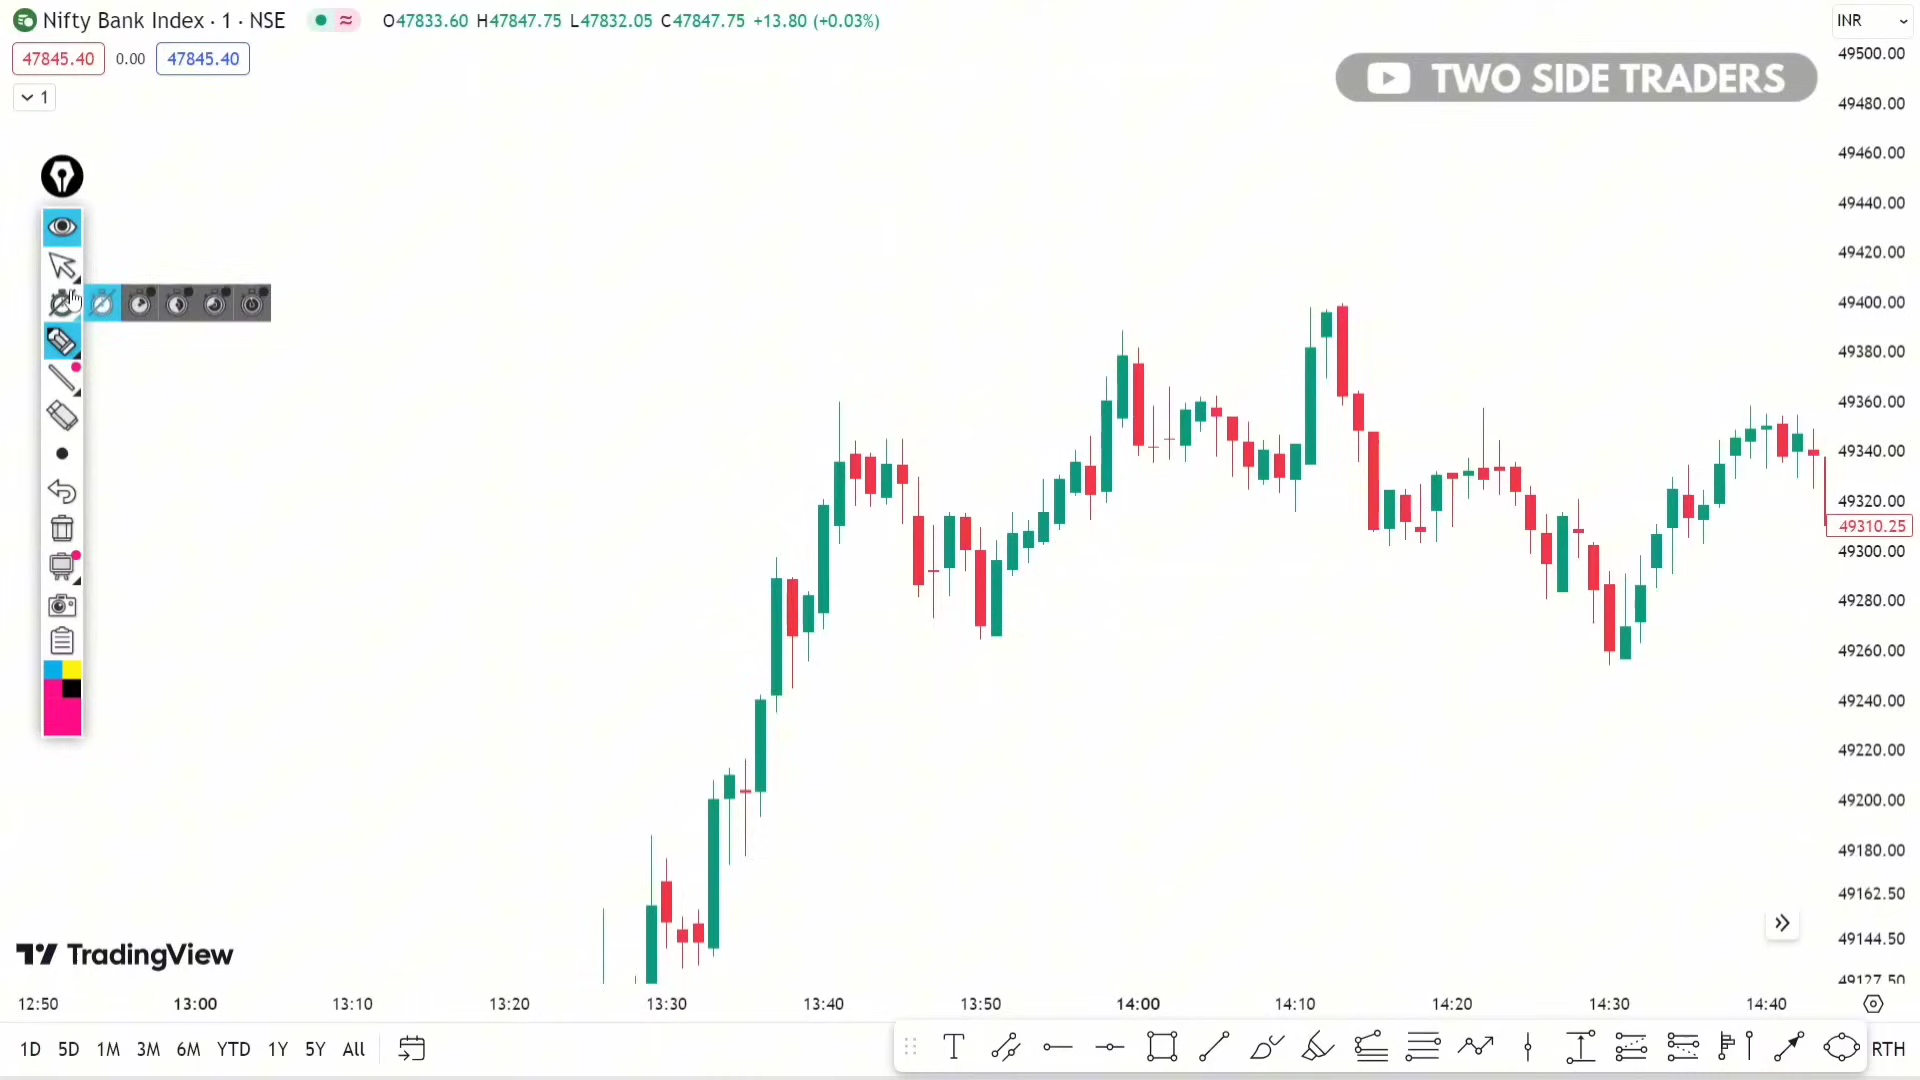 Nifty Bank Index · 1 · NSE
O47833.60 H47847.75 L47832.05 C47847.75 +13.80 (+0.03%)
INR
47845.40 0.00 47845.40
1
TWO SIDE TRADERS
49500.00
49480.00
49460.00
49440.00
49420.00
49400.00
49380.00
49360.00
49340.00
49320.00
49310.25
49300.00
49280.00
49260.00
49240.00
49220.00
49200.00
49180.00
49162.50
49144.50
49127.50
TradingView
12:50 13:00 13:10 13:20 13:30 13:40 13:50 14:00 14:10 14:20 14:30 14:40
1D 5D 1M 3M 6M YTD 1Y 5Y All
RTH